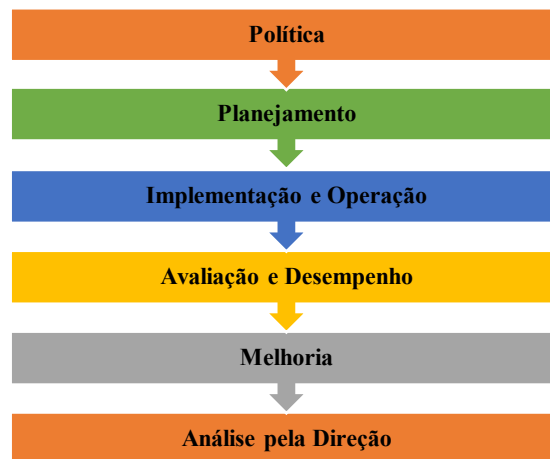 Política
Planejamento
Implementação e Operação
Avaliação e Desempenho
Melhoria
Análise pela Direção